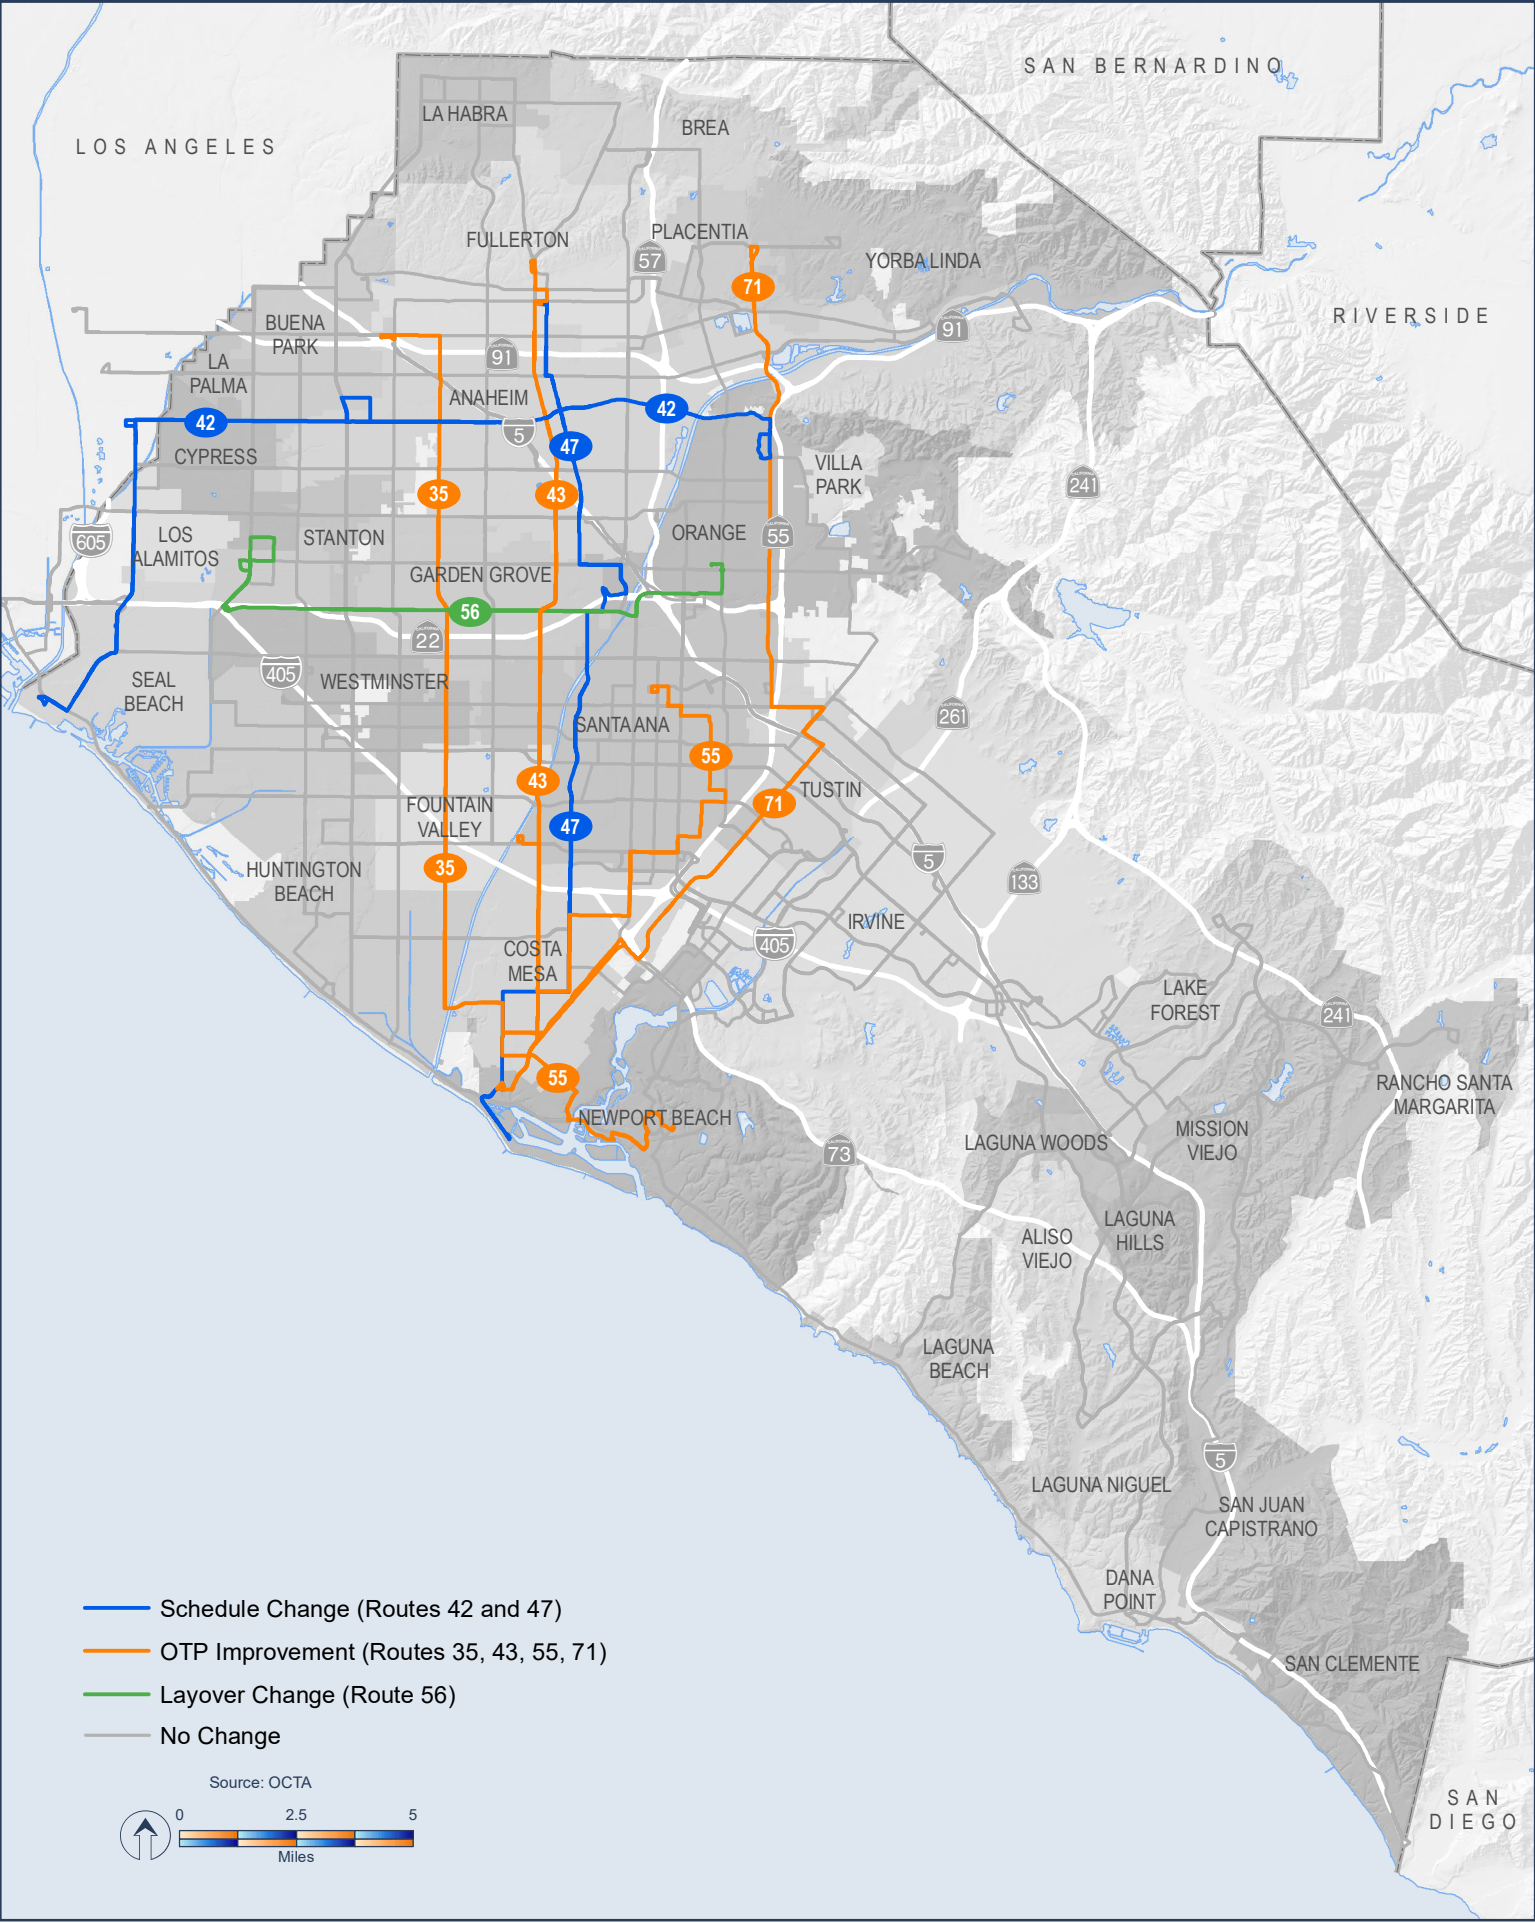 SAN BERNARDINO
LA HABRA
BREA
LOS ANGELES
FULLERTON
PLACENTIA
57
YORBA LINDA
71
RIVERSIDE
BUENA
PARK
91
91
LA
PALMA
ANAHEIM
42
42
5
47
CYPRESS
VILLA
PARK
241
35
43
605
LOS
ALAMITOS
STANTON
ORANGE
55
GARDEN GROVE
56
22
405
SEAL
BEACH
WESTMINSTER
261
SANTA ANA
55
43
71
TUSTIN
FOUNTAIN
VALLEY
47
5
35
133
HUNTINGTON
BEACH
IRVINE
405
COSTA
MESA
LAKE
FOREST
241
55
RANCHO SANTA
MARGARITA
NEWPORT BEACH
73
LAGUNA WOODS
MISSION
VIEJO
LAGUNA
HILLS
ALISO
VIEJO
LAGUNA
BEACH
5
LAGUNA NIGUEL
SAN JUAN
CAPISTRANO
DANA
POINT
SAN CLEMENTE
SAN
DIEGO
Schedule Change (Routes 42 and 47)
OTP Improvement (Routes 35, 43, 55, 71)
Layover Change (Route 56)
No Change
Source: OCTA
0 2.5 5
Miles